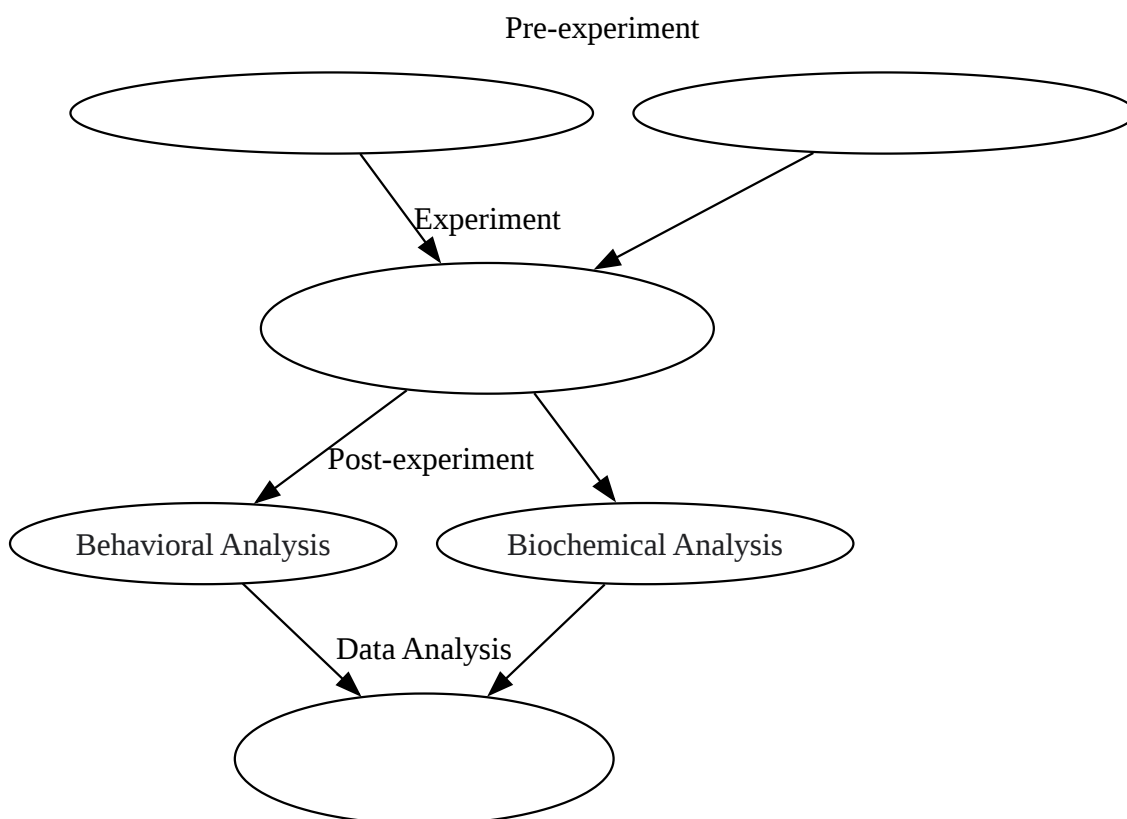 Pre-experiment
Experiment
Post-experiment
Behavioral Analysis
Biochemical Analysis
Data Analysis